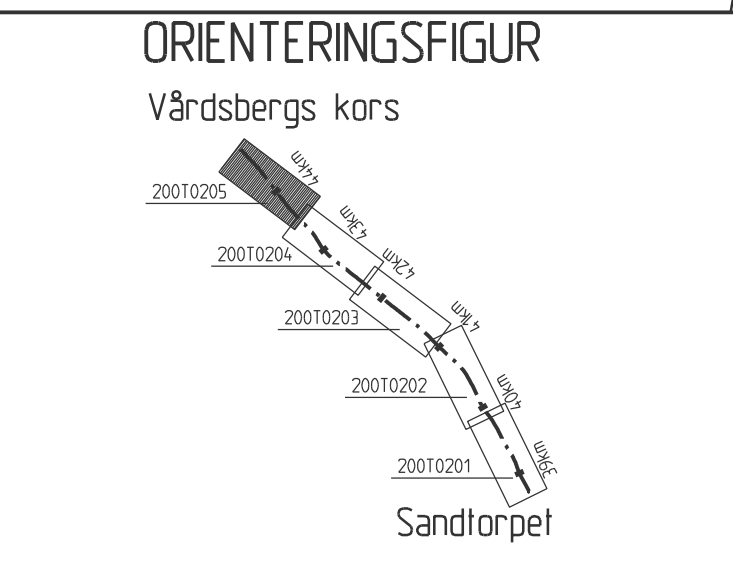 ORIENTERINGSFIGUR
Vårdsbergs kors
44km
200T0205
43km
200T0204
42km
200T0203
41km
200T0202
40km
200T0201
39km
Sandtorpet